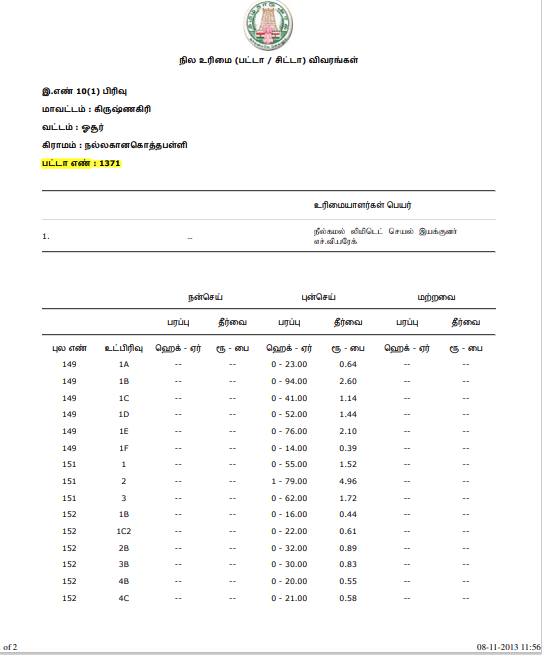 நில உரிமை (பட்டா / சிட்டா) விவரங்கள்
இ.எண் 10(1) பிரிவு
மாவட்டம் : கிருஷ்ணகிரி
வட்டம் : ஓசூர்
கிராமம் : நல்லகானகொத்தபள்ளி
பட்டா எண் : 1371
உரிமையாளர்கள் பெயர்
1. -- நீல்கமல் லிமிடெட் செயல் இயக்குனர்
எச்.வி.பரேக்
நன்செய் புன்செய் மற்றவை
பரப்பு தீர்வை பரப்பு தீர்வை பரப்பு தீர்வை
புல எண் உட்பிரிவு ஹெக் - ஏர் ரூ - பை ஹெக் - ஏர் ரூ - பை ஹெக் - ஏர் ரூ - பை
149 1A -- -- 0 - 23.00 0.64 -- --
149 1B -- -- 0 - 94.00 2.60 -- --
149 1C -- -- 0 - 41.00 1.14 -- --
149 1D -- -- 0 - 52.00 1.44 -- --
149 1E -- -- 0 - 76.00 2.10 -- --
149 1F -- -- 0 - 14.00 0.39 -- --
151 1 -- -- 0 - 55.00 1.52 -- --
151 2 -- -- 1 - 79.00 4.96 -- --
151 3 -- -- 0 - 62.00 1.72 -- --
152 1B -- -- 0 - 16.00 0.44 -- --
152 1C2 -- -- 0 - 22.00 0.61 -- --
152 2B -- -- 0 - 32.00 0.89 -- --
152 3B -- -- 0 - 30.00 0.83 -- --
152 4B -- -- 0 - 20.00 0.55 -- --
152 4C -- -- 0 - 21.00 0.58 -- --
of 2 08-11-2013 11:56